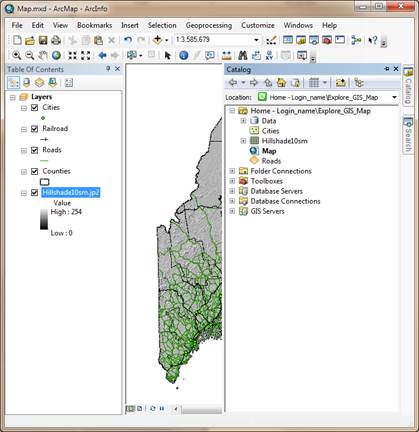 Map.mxd - ArcMap - ArcInfo
File Edit View Bookmarks Insert Selection Geoprocessing Customize Windows Help
1:3,585,679
Table Of Contents
Catalog
Location: Home - Login_name\Explore_GIS_Map
Layers
Cities
Railroad
Roads
Counties
Hillshade10sm.jp2
Value
High : 254
Low : 0
Home - Login_name\Explore_GIS_Map
Data
Cities
Hillshade10sm
Map
Roads
Folder Connections
Toolboxes
Database Servers
Database Connections
GIS Servers
Catalog
Search